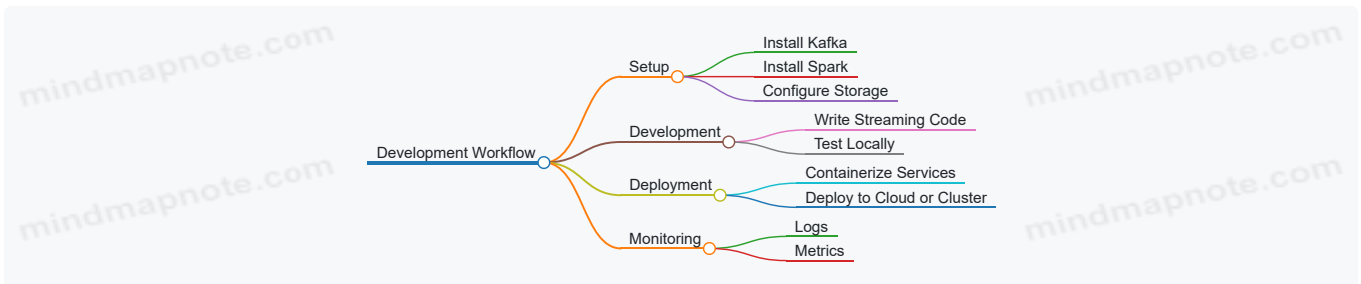 mindmapnote.com
mindmapnote.com
Install Kafka
Setup
Install Spark
Configure Storage
Write Streaming Code
Development
Test Locally
Development Workflow
mindmapnote.com
mindmapnote.com
Containerize Services
Deployment
Deploy to Cloud or Cluster
Logs
Monitoring
Metrics